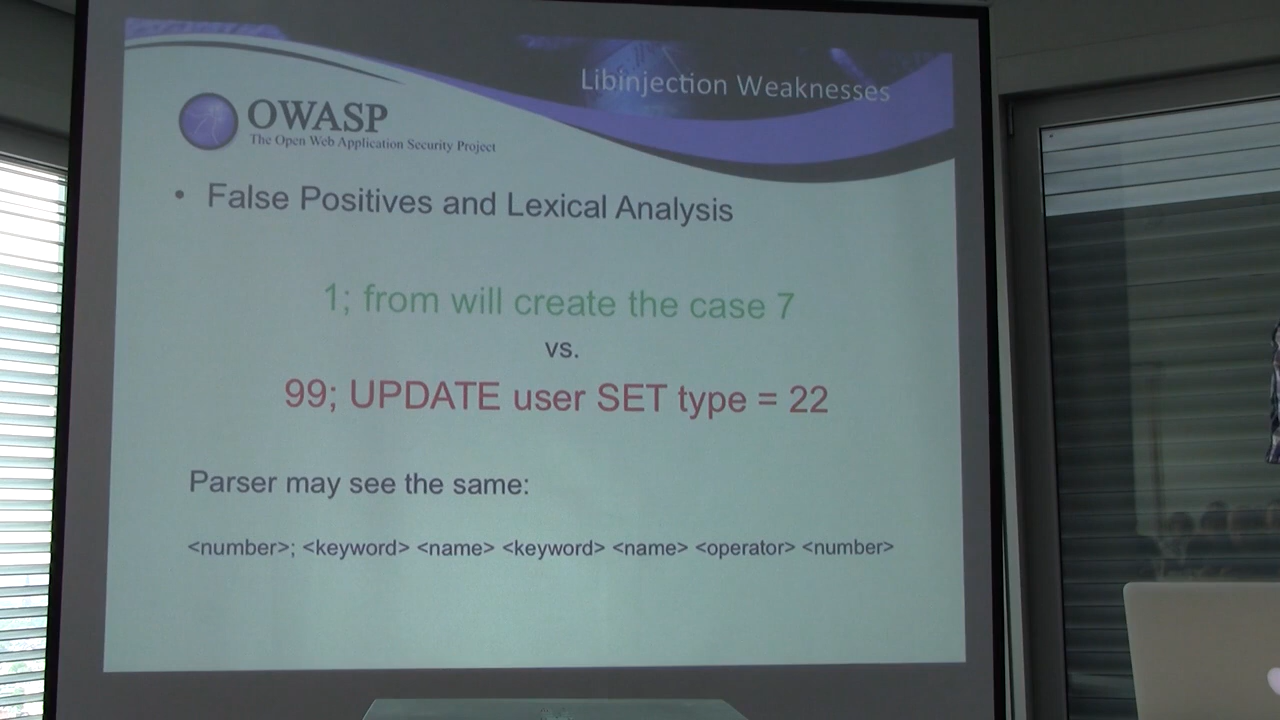 Libinjection Weaknesses
OWASP
The Open Web Application Security Project
• False Positives and Lexical Analysis
1; from will create the case 7
vs.
99; UPDATE user SET type = 22
Parser may see the same:
<number>; <keyword> <name> <keyword> <name> <operator> <number>